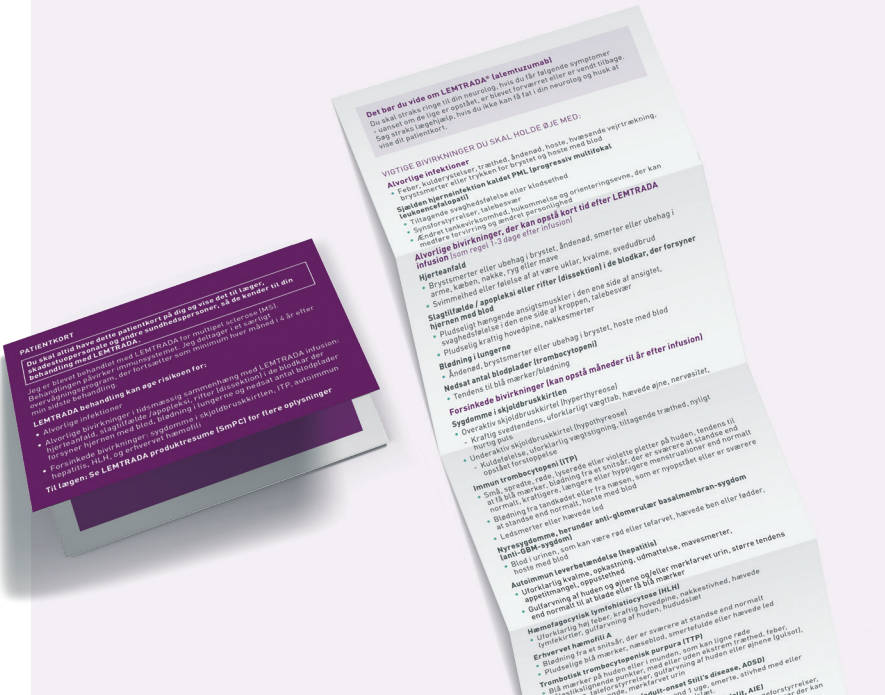 PATIENTKORT
Du skal altid have dette patientkort på dig og vise det til læger,
skadestuepersonale og andre sundhedspersoner, så de kender til din
behandling med LEMTRADA.
Jeg er blevet behandlet med LEMTRADA for multipel sclerose (MS).
Behandlingen påvirker immunsystemet. Jeg deltager i et særligt
overvågningsprogram, der fortsætter som minimum hver måned i 4 år efter
min sidste behandling.
LEMTRADA behandling kan øge risikoen for:
• Alvorlige infektioner
• Alvorlige bivirkninger i tidsmæssig sammenhæng med LEMTRADA infusion:
hjerteanfald, slagtilfælde /apopleksi, rifter (dissektion) i de blodkar der
forsyner hjernen med blod, blødning i lungerne og nedsat antal blodplader
• Forsinkede bivirkninger: sygdomme i skjoldbruskkirtlen, ITP, autoimmun
hepatitis, HLH, og erhvervet hæmofili
Til lægen: Se LEMTRADA produktresume (SmPC) for flere oplysninger
Det bør du vide om LEMTRADA® (alemtuzumab)
Du skal straks ringe til din neurolog, hvis du får følgende symptomer
- uanset om de lige er opstået, er blevet forværret eller er vendt tilbage.
Søg straks lægehjælp, hvis du ikke kan få fat i din neurolog og husk at
vise dit patientkort.
VIGTIGE BIVIRKNINGER DU SKAL HOLDE ØJE MED:
Alvorlige infektioner
• Feber, kulderystelser, træthed, åndenød, hoste, hvæsende vejrtrækning,
brystsmerter eller trykken for brystet og hoste med blod
Sjælden hjerneinfektion kaldet PML (progressiv multifokal
leukoencefalopati)
• Tiltagende svaghedsfølelse eller klodsethed
• Synsforstyrrelser, talebesvær
• Ændret tankevirksomhed, hukommelse og orienteringsevne, der kan
medføre forvirring og ændret personlighed
Alvorlige bivirkninger, der kan opstå kort tid efter LEMTRADA
infusion (som regel 1-3 dage efter infusion)
Hjerteanfald
• Brystsmerter eller ubehag i brystet, åndenød, smerter eller ubehag i
arme, kæben, nakke, ryg eller mave
• Svimmelhed eller følelse af at være uklar, kvalme, svedudbrud
Slagtilfælde / apopleksi eller rifter (dissektion) i de blodkar, der forsyner
hjernen med blod
• Pludseligt hængende ansigtsmuskler i den ene side af ansigtet,
svaghedsfølelse i den ene side af kroppen, talebesvær
• Pludselig kraftig hovedpine, nakkesmerter
Blødning i lungerne
• Åndenød, brystsmerter eller ubehag i brystet, hoste med blod
Nedsat antal blodplader (trombocytopeni)
• Tendens til blå mærker/blødning
Forsinkede bivirkninger (kan opstå måneder til år efter infusion)
Sygdomme i skjoldbruskkirtlen
• Overaktiv skjoldbruskkirtel (hyperthyreose)
- Kraftig svedtendens, uforklarligt vægttab, hævede øjne, nervøsitet,
hurtig puls
• Underaktiv skjoldbruskkirtel (hypothyreose)
- Kuldefølelse, uforklarlig vægtstigning, tiltagende træthed, nyligt
opstået forstoppelse
Immun trombocytopeni (ITP)
• Små, spredte, røde, lyserøde eller violette pletter på huden, tendens til
at få blå mærker, blødning fra et snitsår, der er sværere at standse end
normalt, kraftigere, længere eller hyppigere menstruationer end normalt
• Blødning fra tandkødet eller fra næsen, som er nyopstået eller er sværere
at standse end normalt, hoste med blod
• Ledsmerter eller hævede led
Nyresygdomme, herunder anti-glomerulær basalmembran-sygdom
(anti-GBM-sygdom)
• Blod i urinen, som kan være rød eller tefarvet, hævede ben eller fødder,
hoste med blod
Autoimmun leverbetændelse (hepatitis)
• Uforklarlig kvalme, opkastning, udmattelse, mavesmerter,
appetitmangel, oppustethed
• Gulfarvning af huden og øjnene og/eller mørkfarvet urin, større tendens
end normalt til at bløde eller få blå mærker
Hæmofagocytisk lymfohistiocytose (HLH)
• Uforklarlig høj feber, kraftig hovedpine, nakkestivhed, hævede
lymfekirtler, gulfarvning af huden, hududslæt
Erhvervet hæmofili A
• Blødning fra et snitsår, der er sværere at standse end normalt
• Pludselige blå mærker, næseblod, smertefulde eller hævede led
Trombotisk trombocytopenisk purpura (TTP)
• Blå mærker på huden eller i munden, som kan ligne røde
punkter, med eller uden ekstrem træthed, feber,
taleforstyrrelser, gulfarvning af huden eller øjnene (gulsot),
mørkfarvet urin
adult-onset Still's disease, AOSD)
end 1 uge, smerte, stivhed med eller
AIE)